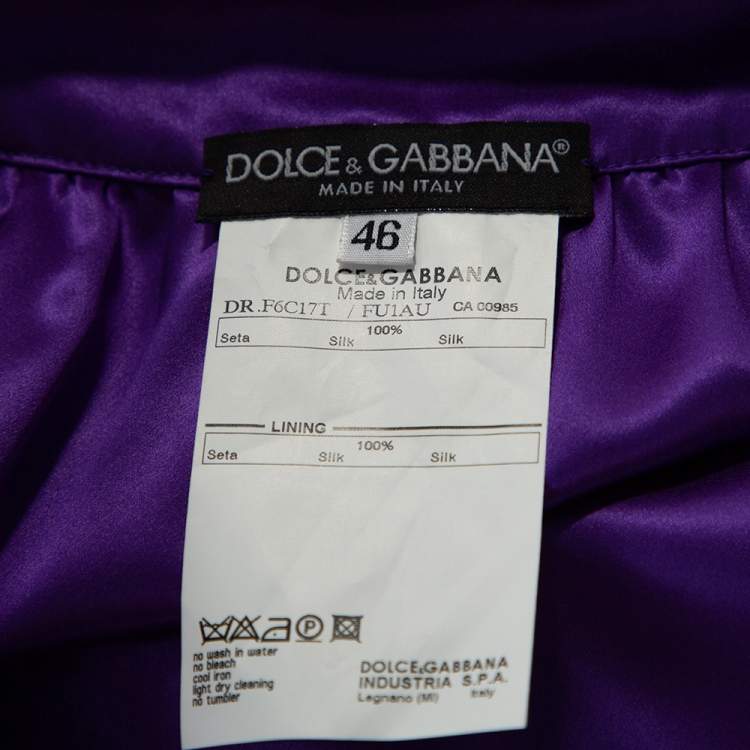 DOLCE & GABBANA®
MADE IN ITALY
46
DOLCE&GABBANA
Made in Italy
DR.F6C17T / FU1AU CA 00985
100%
Seta Silk Silk
LINING
100%
Seta Silk Silk
P
no wash in water
no bleach
cool iron
light dry cleaning
no tumbler
DOLCE&GABBANA
INDUSTRIA S.P.A.
Legnano (MI) Italy